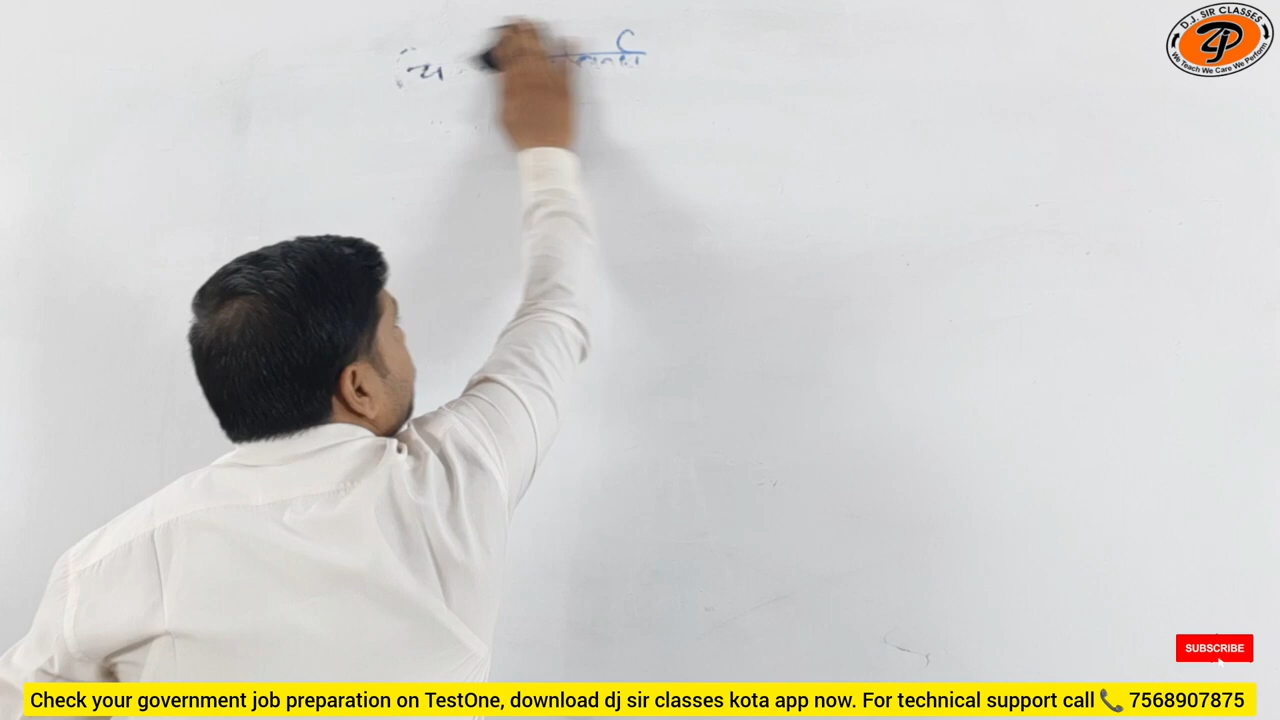 D.J. SIR CLASSES
We Teach We Care We Perform
SUBSCRIBE
Check your government job preparation on TestOne, download dj sir classes kota app now. For technical support call 📞 7568907875